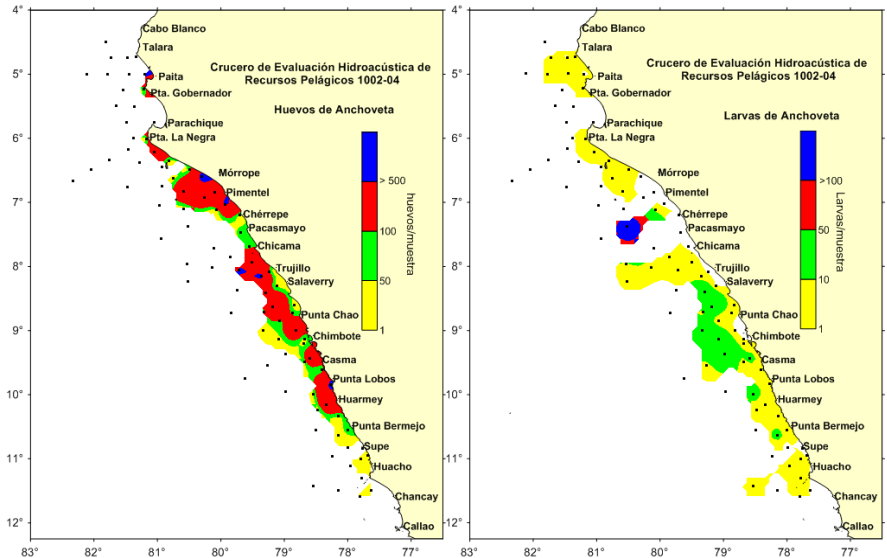 4°
5°
6°
7°
8°
9°
10°
11°
12°
83°
82°
81°
80°
79°
78°
77°
Cabo Blanco
Talara
Crucero de Evaluación Hidroacústica de
Recursos Pelágicos 1002-04
Paita
Pta. Gobernador
Huevos de Anchoveta
Parachique
Pta. La Negra
Mórrope
Pimentel
Chérrepe
Pacasmayo
Chicama
Trujillo
Salaverry
Punta Chao
Chimbote
Casma
Punta Lobos
Huarmey
Punta Bermejo
Supe
Huacho
Chancay
Callao
> 500
100
50
1
huevos/muestra
4°
5°
6°
7°
8°
9°
10°
11°
12°
83°
82°
81°
80°
79°
78°
77°
Cabo Blanco
Talara
Crucero de Evaluación Hidroacústica de
Recursos Pelágicos 1002-04
Paita
Pta. Gobernador
Larvas de Anchoveta
Parachique
Pta. La Negra
Mórrope
Pimentel
Chérrepe
Pacasmayo
Chicama
Trujillo
Salaverry
Punta Chao
Chimbote
Casma
Punta Lobos
Huarmey
Punta Bermejo
Supe
Huacho
Chancay
Callao
>100
50
10
1
Larvas/muestra